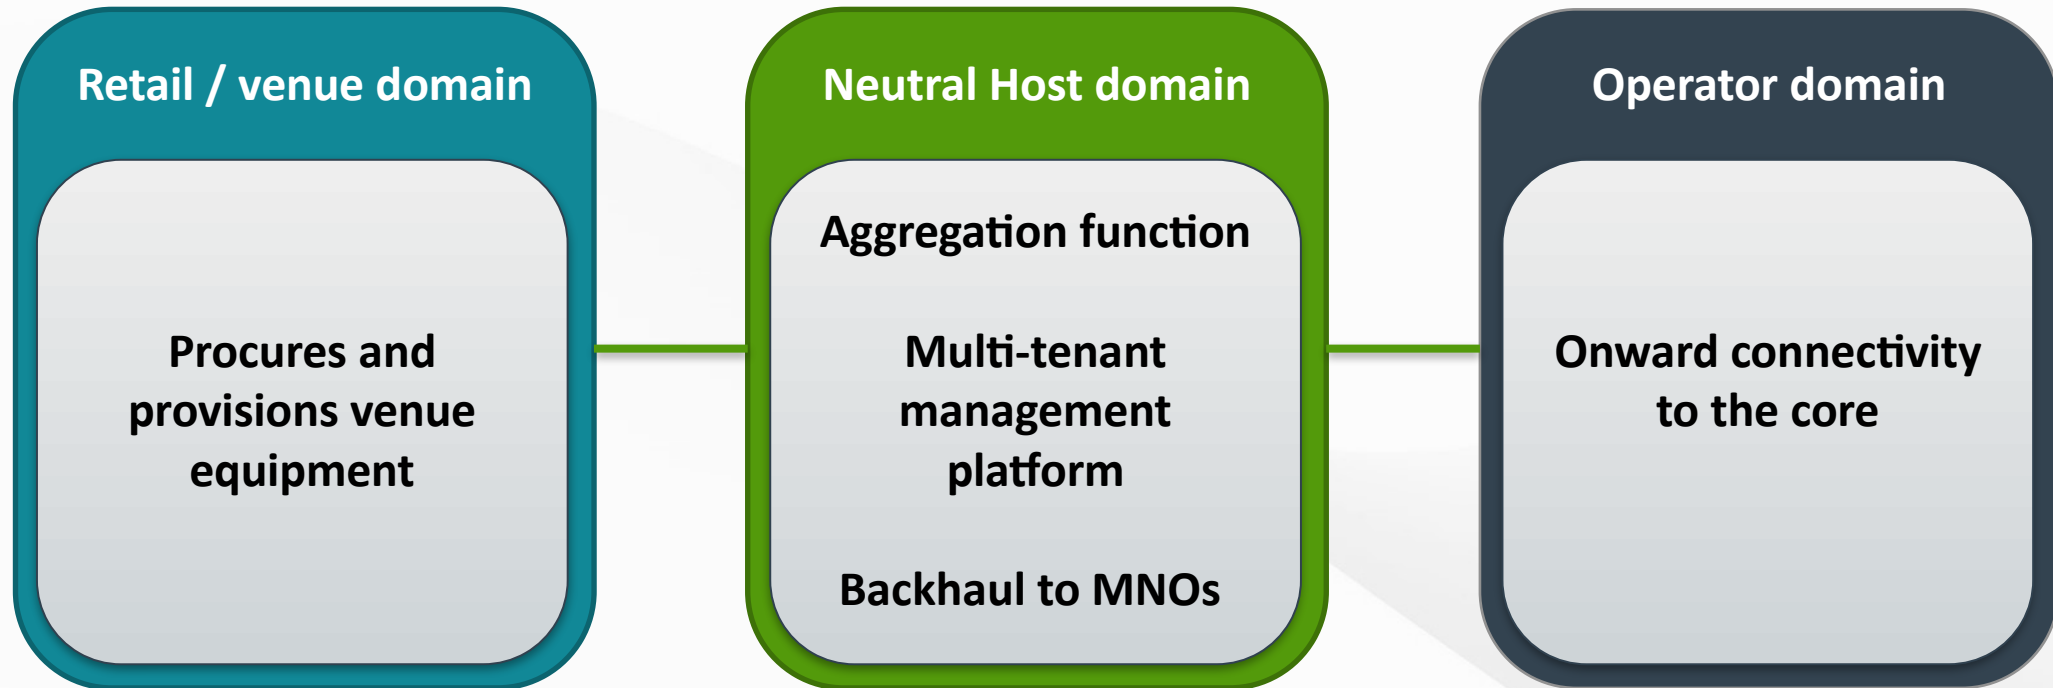 Retail / venue domain
Procures and
provisions venue
equipment
Neutral Host domain
Aggregation function
Multi-tenant
management
platform
Backhaul to MNOs
Operator domain
Onward connectivity
to the core